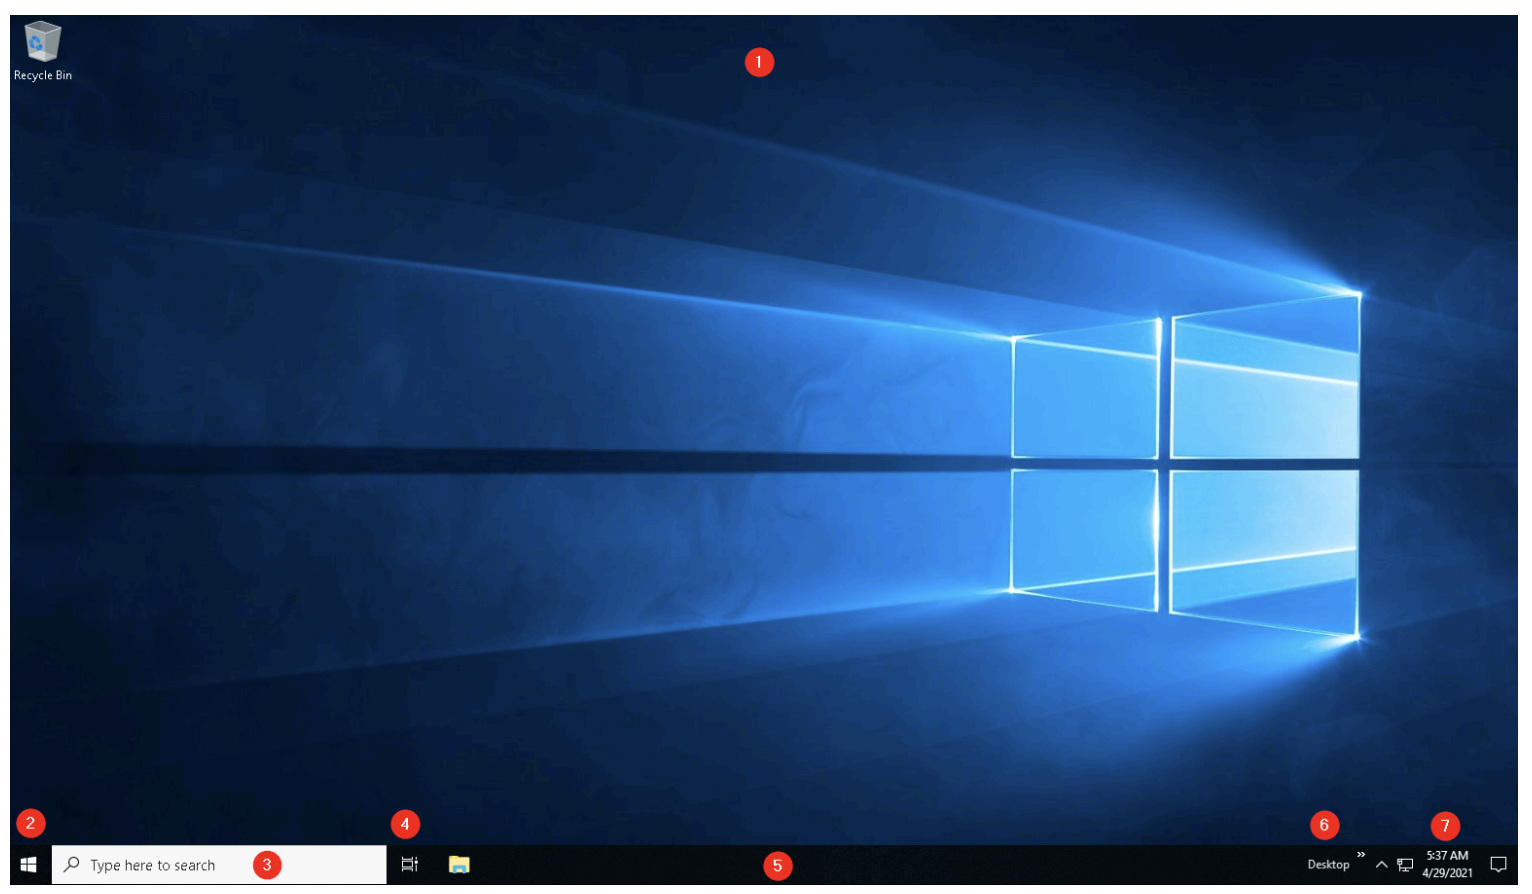 Recycle Bin
1
2
3
4
5
6
7
Type here to search
Desktop
»
5:37 AM
4/29/2021